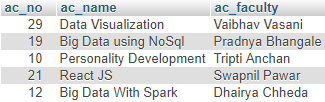 ac_no ac_name ac_faculty
29 Data Visualization Vaibhav Vasani
19 Big Data using NoSql Pradnya Bhangale
10 Personality Development Tripti Anchan
21 React JS Swapnil Pawar
12 Big Data With Spark Dhairya Chheda